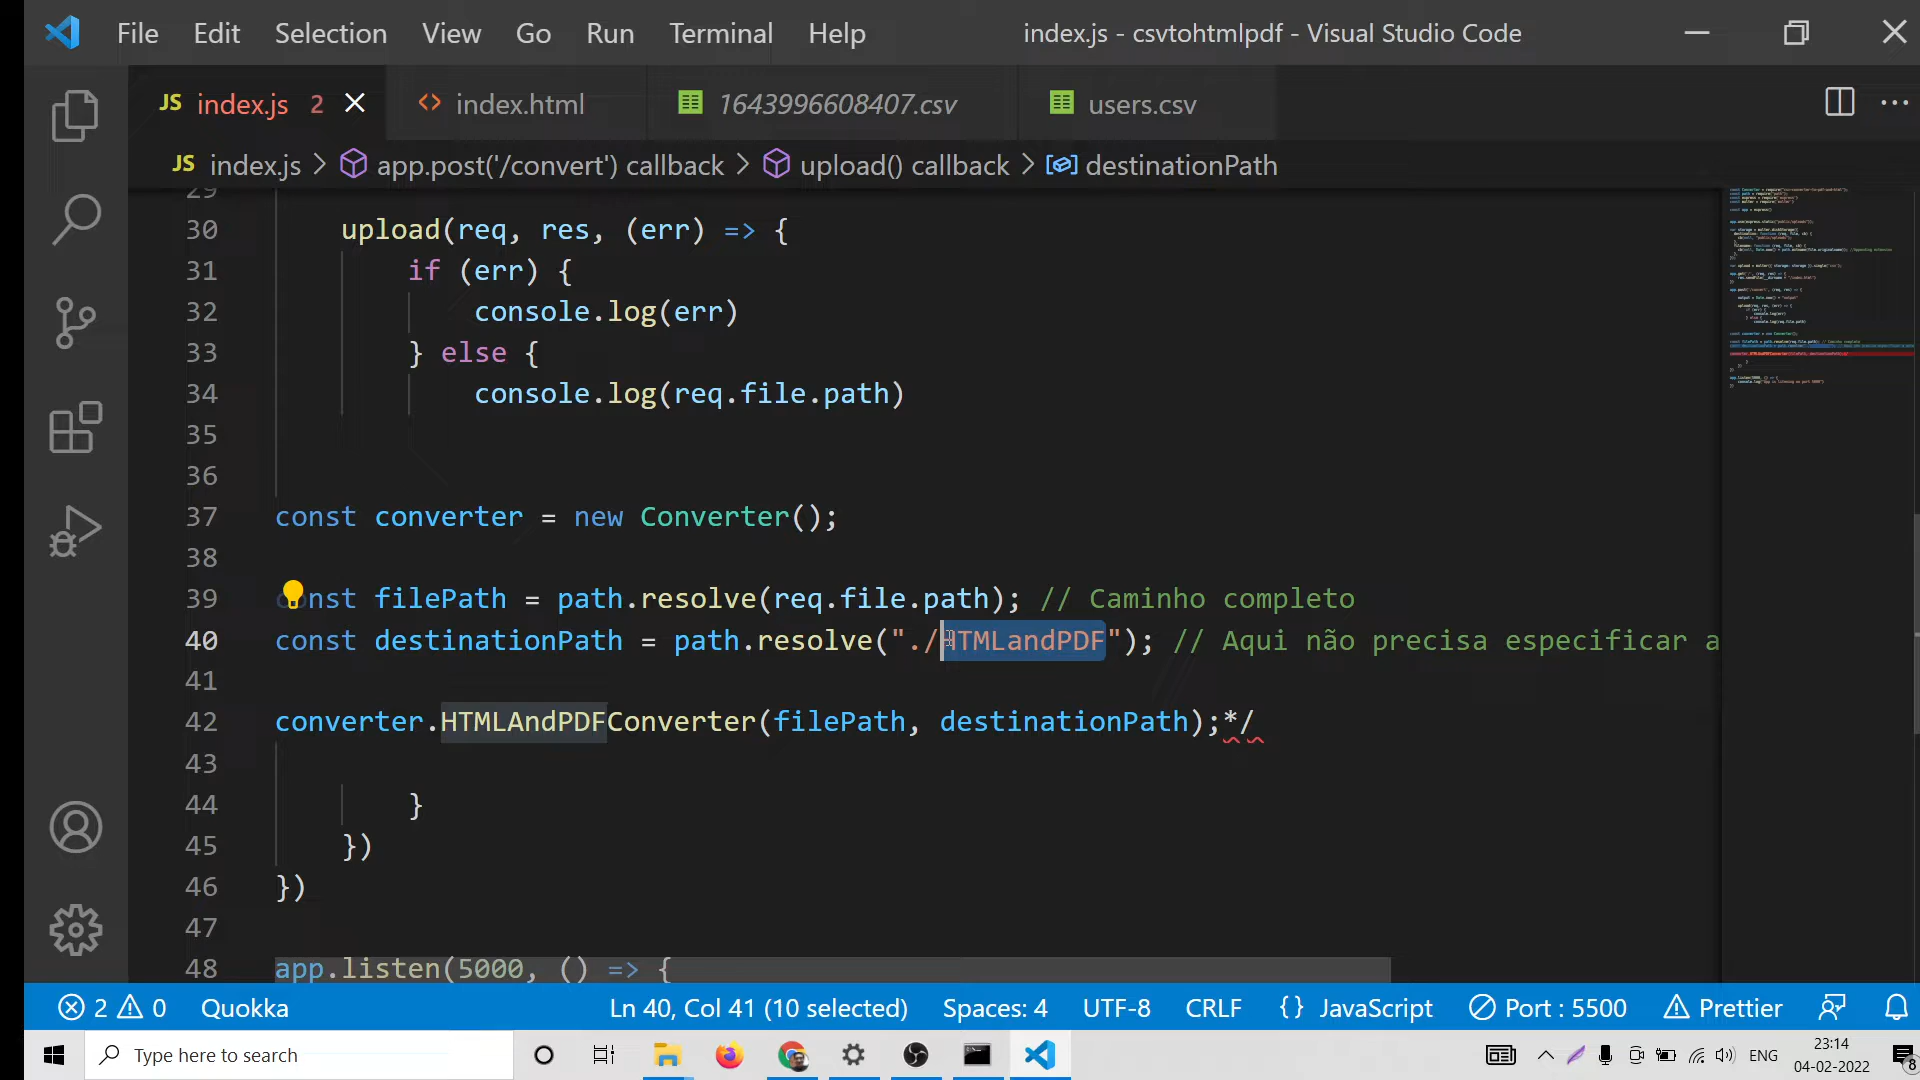 File Edit Selection View Go Run Terminal Help index.js - csvtohtmlpdf - Visual Studio Code
JS index.js 2 index.html 1643996608407.csv users.csv
JS index.js > app.post('/convert') callback > upload() callback > destinationPath
29
30 upload(req, res, (err) => {
31 if (err) {
32 console.log(err)
33 } else {
34 console.log(req.file.path)
35
36
37 const converter = new Converter();
38
39 const filePath = path.resolve(req.file.path); // Caminho completo
40 const destinationPath = path.resolve("./HTMLandPDF"); // Aqui não precisa especificar a
41
42 converter.HTMLAndPDFConverter(filePath, destinationPath);*/
43
44 }
45 })
46 })
47
48 app.listen(5000, () => {
2 0 Quokka Ln 40, Col 41 (10 selected) Spaces: 4 UTF-8 CRLF {} JavaScript Port : 5500 Prettier
Type here to search ENG 23:14
04-02-2022 8